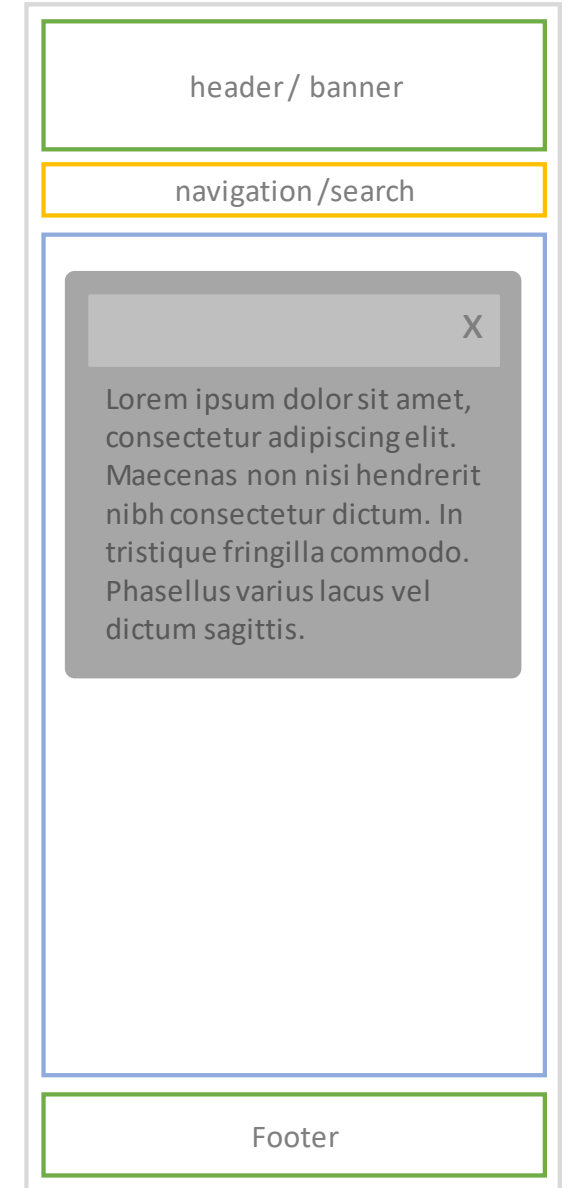 header / banner
navigation /search
X
Lorem ipsum dolor sit amet,
consectetur adipiscing elit.
Maecenas non nisi hendrerit
nibh consectetur dictum. In
tristique fringilla commodo.
Phasellus varius lacus vel
dictum sagittis.
Footer